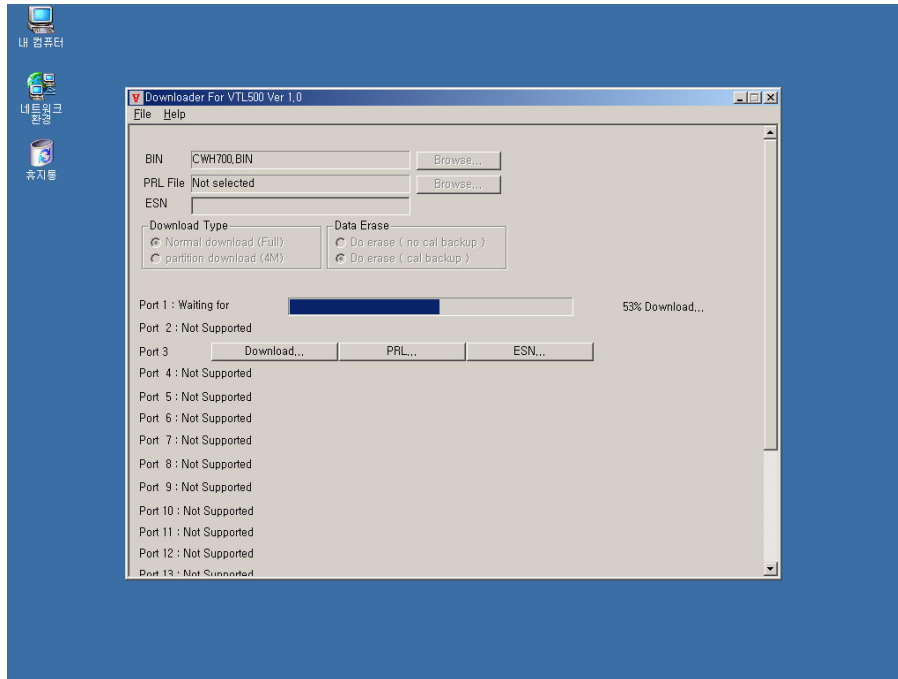 내 컴퓨터
네트워크
환경
휴지통
Downloader For VTL500 Ver 1,0
File Help
BIN CWH700.BIN Browse...
PRL File Not selected Browse...
ESN
Download Type Data Erase
Normal download (Full) Do erase ( no cal backup )
partition download (4M) Do erase ( cal backup )
Port 1 : Waiting for 53% Download...
Port 2 : Not Supported
Port 3 Download... PRL... ESN...
Port 4 : Not Supported
Port 5 : Not Supported
Port 6 : Not Supported
Port 7 : Not Supported
Port 8 : Not Supported
Port 9 : Not Supported
Port 10 : Not Supported
Port 11 : Not Supported
Port 12 : Not Supported
Port 13 : Not Supported